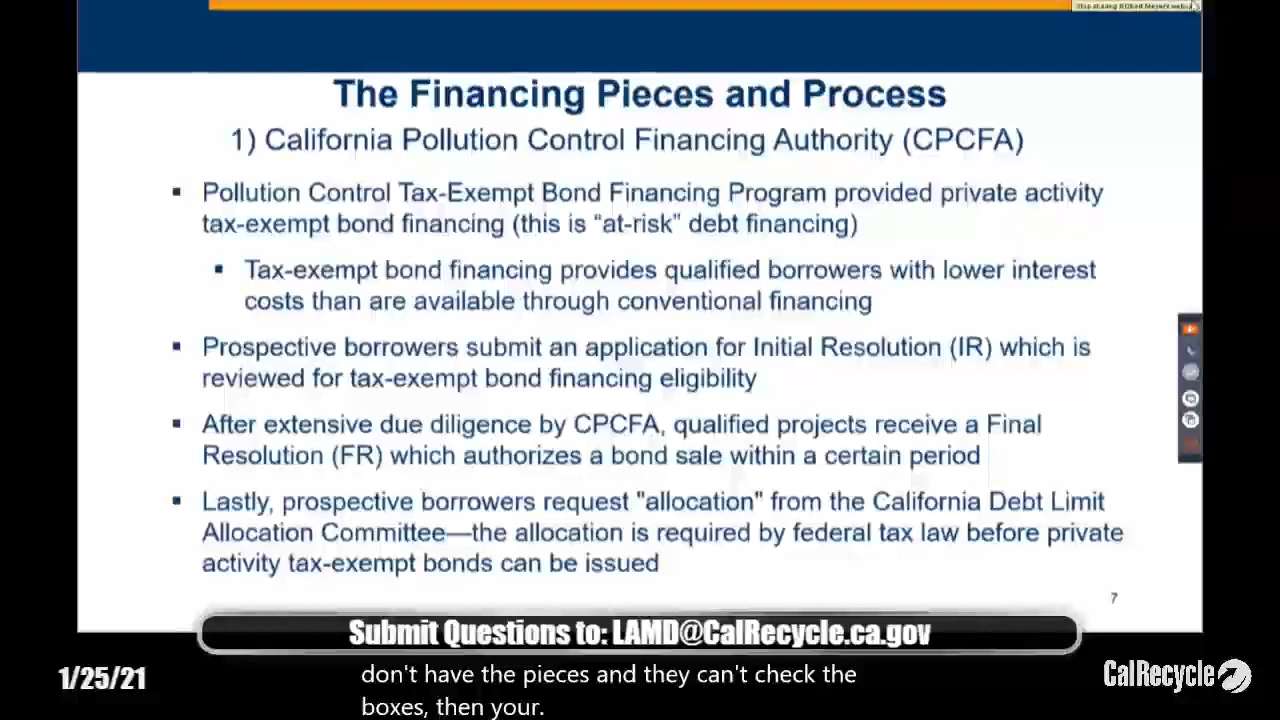 The Financing Pieces and Process
1) California Pollution Control Financing Authority (CPCFA)
▪ Pollution Control Tax-Exempt Bond Financing Program provided private activity
tax-exempt bond financing (this is “at-risk” debt financing)
▪ Tax-exempt bond financing provides qualified borrowers with lower interest
costs than are available through conventional financing
▪ Prospective borrowers submit an application for Initial Resolution (IR) which is
reviewed for tax-exempt bond financing eligibility
▪ After extensive due diligence by CPCFA, qualified projects receive a Final
Resolution (FR) which authorizes a bond sale within a certain period
▪ Lastly, prospective borrowers request "allocation" from the California Debt Limit
Allocation Committee—the allocation is required by federal tax law before private
activity tax-exempt bonds can be issued
7
Submit Questions to: LAMD@CalRecycle.ca.gov
don't have the pieces and they can't check the
boxes, then your.
1/25/21
CalRecycle